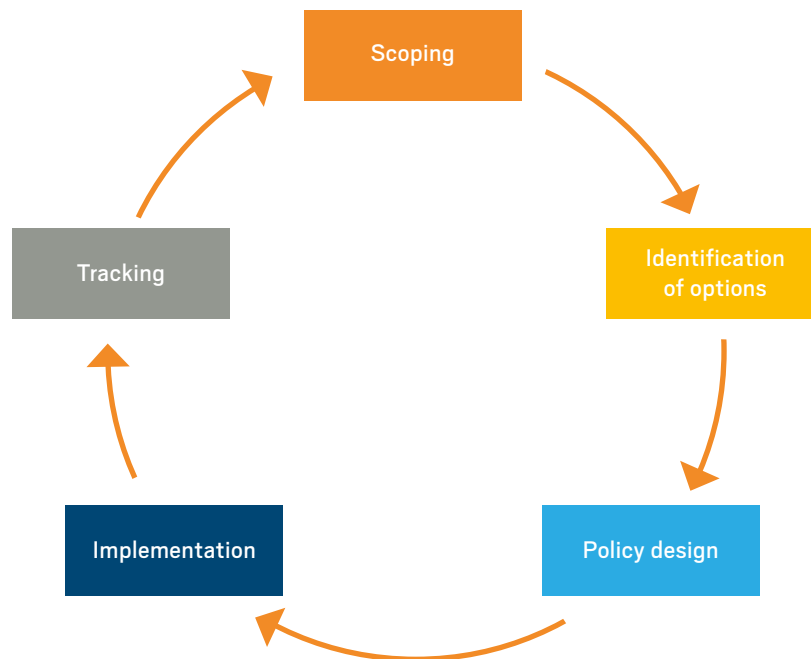 Scoping
Identification
of options
Policy design
Implementation
Tracking